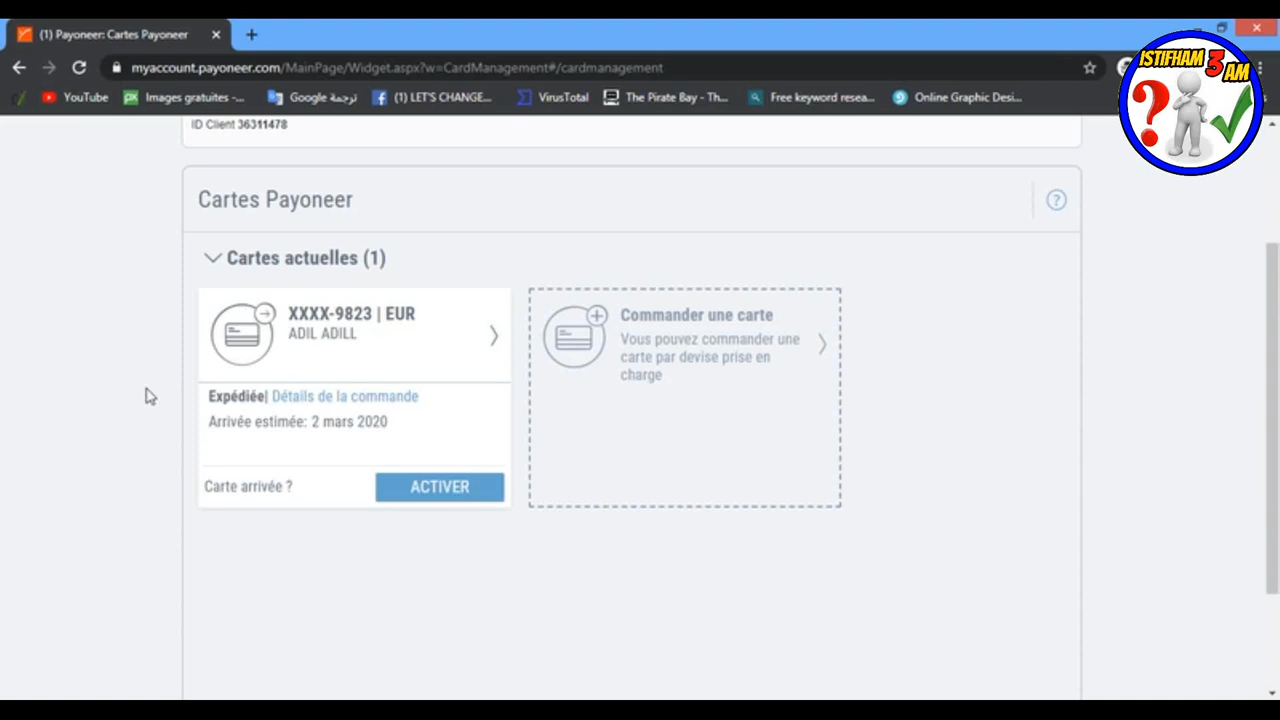 (1) Payoneer: Cartes Payoneer
myaccount.payoneer.com/MainPage/Widget.aspx?w=CardManagement#/cardmanagement
YouTube
Images gratuites -...
Google ترجمة
(1) LET'S CHANGE...
VirusTotal
The Pirate Bay - Th...
Free keyword resea...
Online Graphic Desi...
ISTIFHAM 3 AM
ID Client 36311478
Cartes Payoneer
?
Cartes actuelles (1)
XXXX-9823 | EUR
ADIL ADILL
Expédiée| Détails de la commande
Arrivée estimée: 2 mars 2020
Carte arrivée ?
ACTIVER
Commander une carte
Vous pouvez commander une
carte par devise prise en
charge